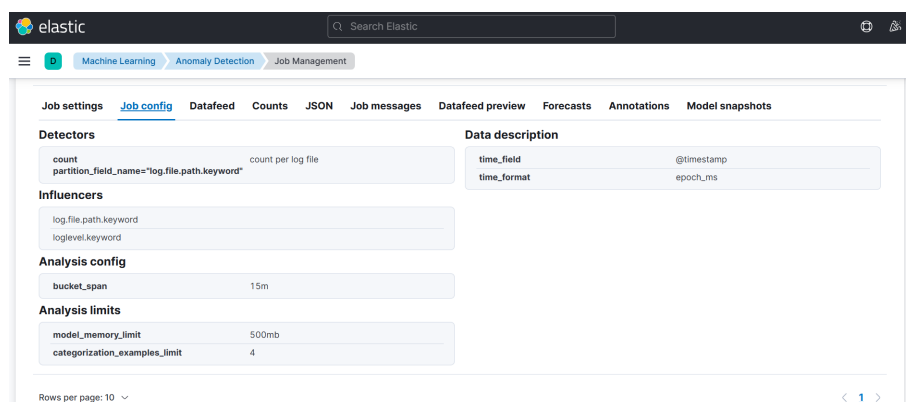 elastic
Search Elastic
D
Machine Learning
Anomaly Detection
Job Management
Job settings
Job config
Datafeed
Counts
JSON
Job messages
Datafeed preview
Forecasts
Annotations
Model snapshots
Detectors
count
partition_field_name="log.file.path.keyword"
count per log file
Influencers
log.file.path.keyword
loglevel.keyword
Analysis config
bucket_span 15m
Analysis limits
model_memory_limit 500mb
categorization_examples_limit 4
Data description
time_field @timestamp
time_format epoch_ms
Rows per page: 10
1